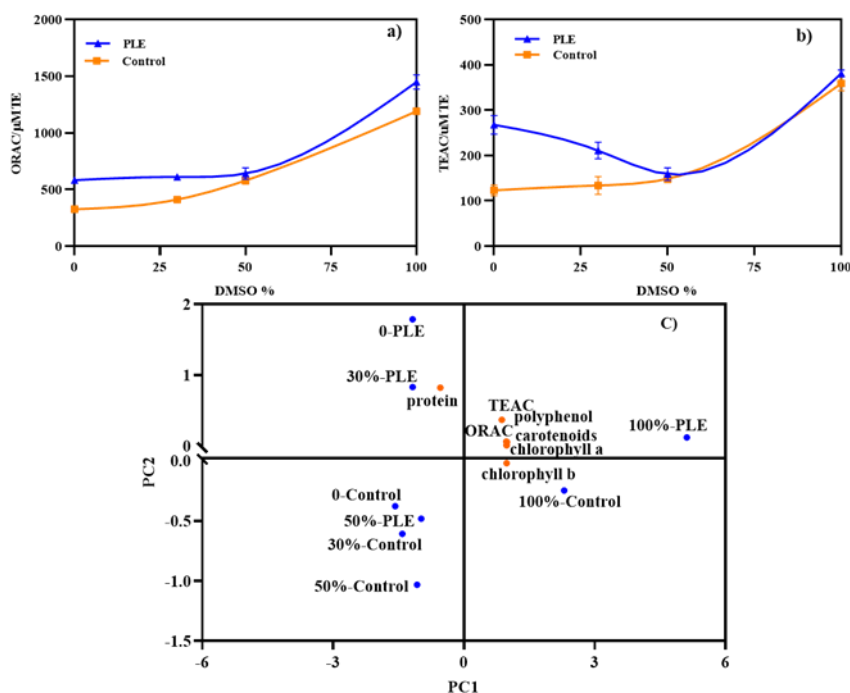 2000
1500
1000
500
0
ORAC/µM TE
PLE
Control
a)
0
25
50
75
100
DMSO %
500
400
300
200
100
0
TEAC/uM TE
PLE
Control
b)
0
25
50
75
100
DMSO %
2
1
0
0.0
-0.5
-1.0
-1.5
PC2
C)
0-PLE
30%-PLE
protein
TEAC
polyphenol
ORAC
carotenoids
chlorophyll a
100%-PLE
chlorophyll b
100%-Control
0-Control
50%-PLE
30%-Control
50%-Control
-6
-3
0
3
6
PC1